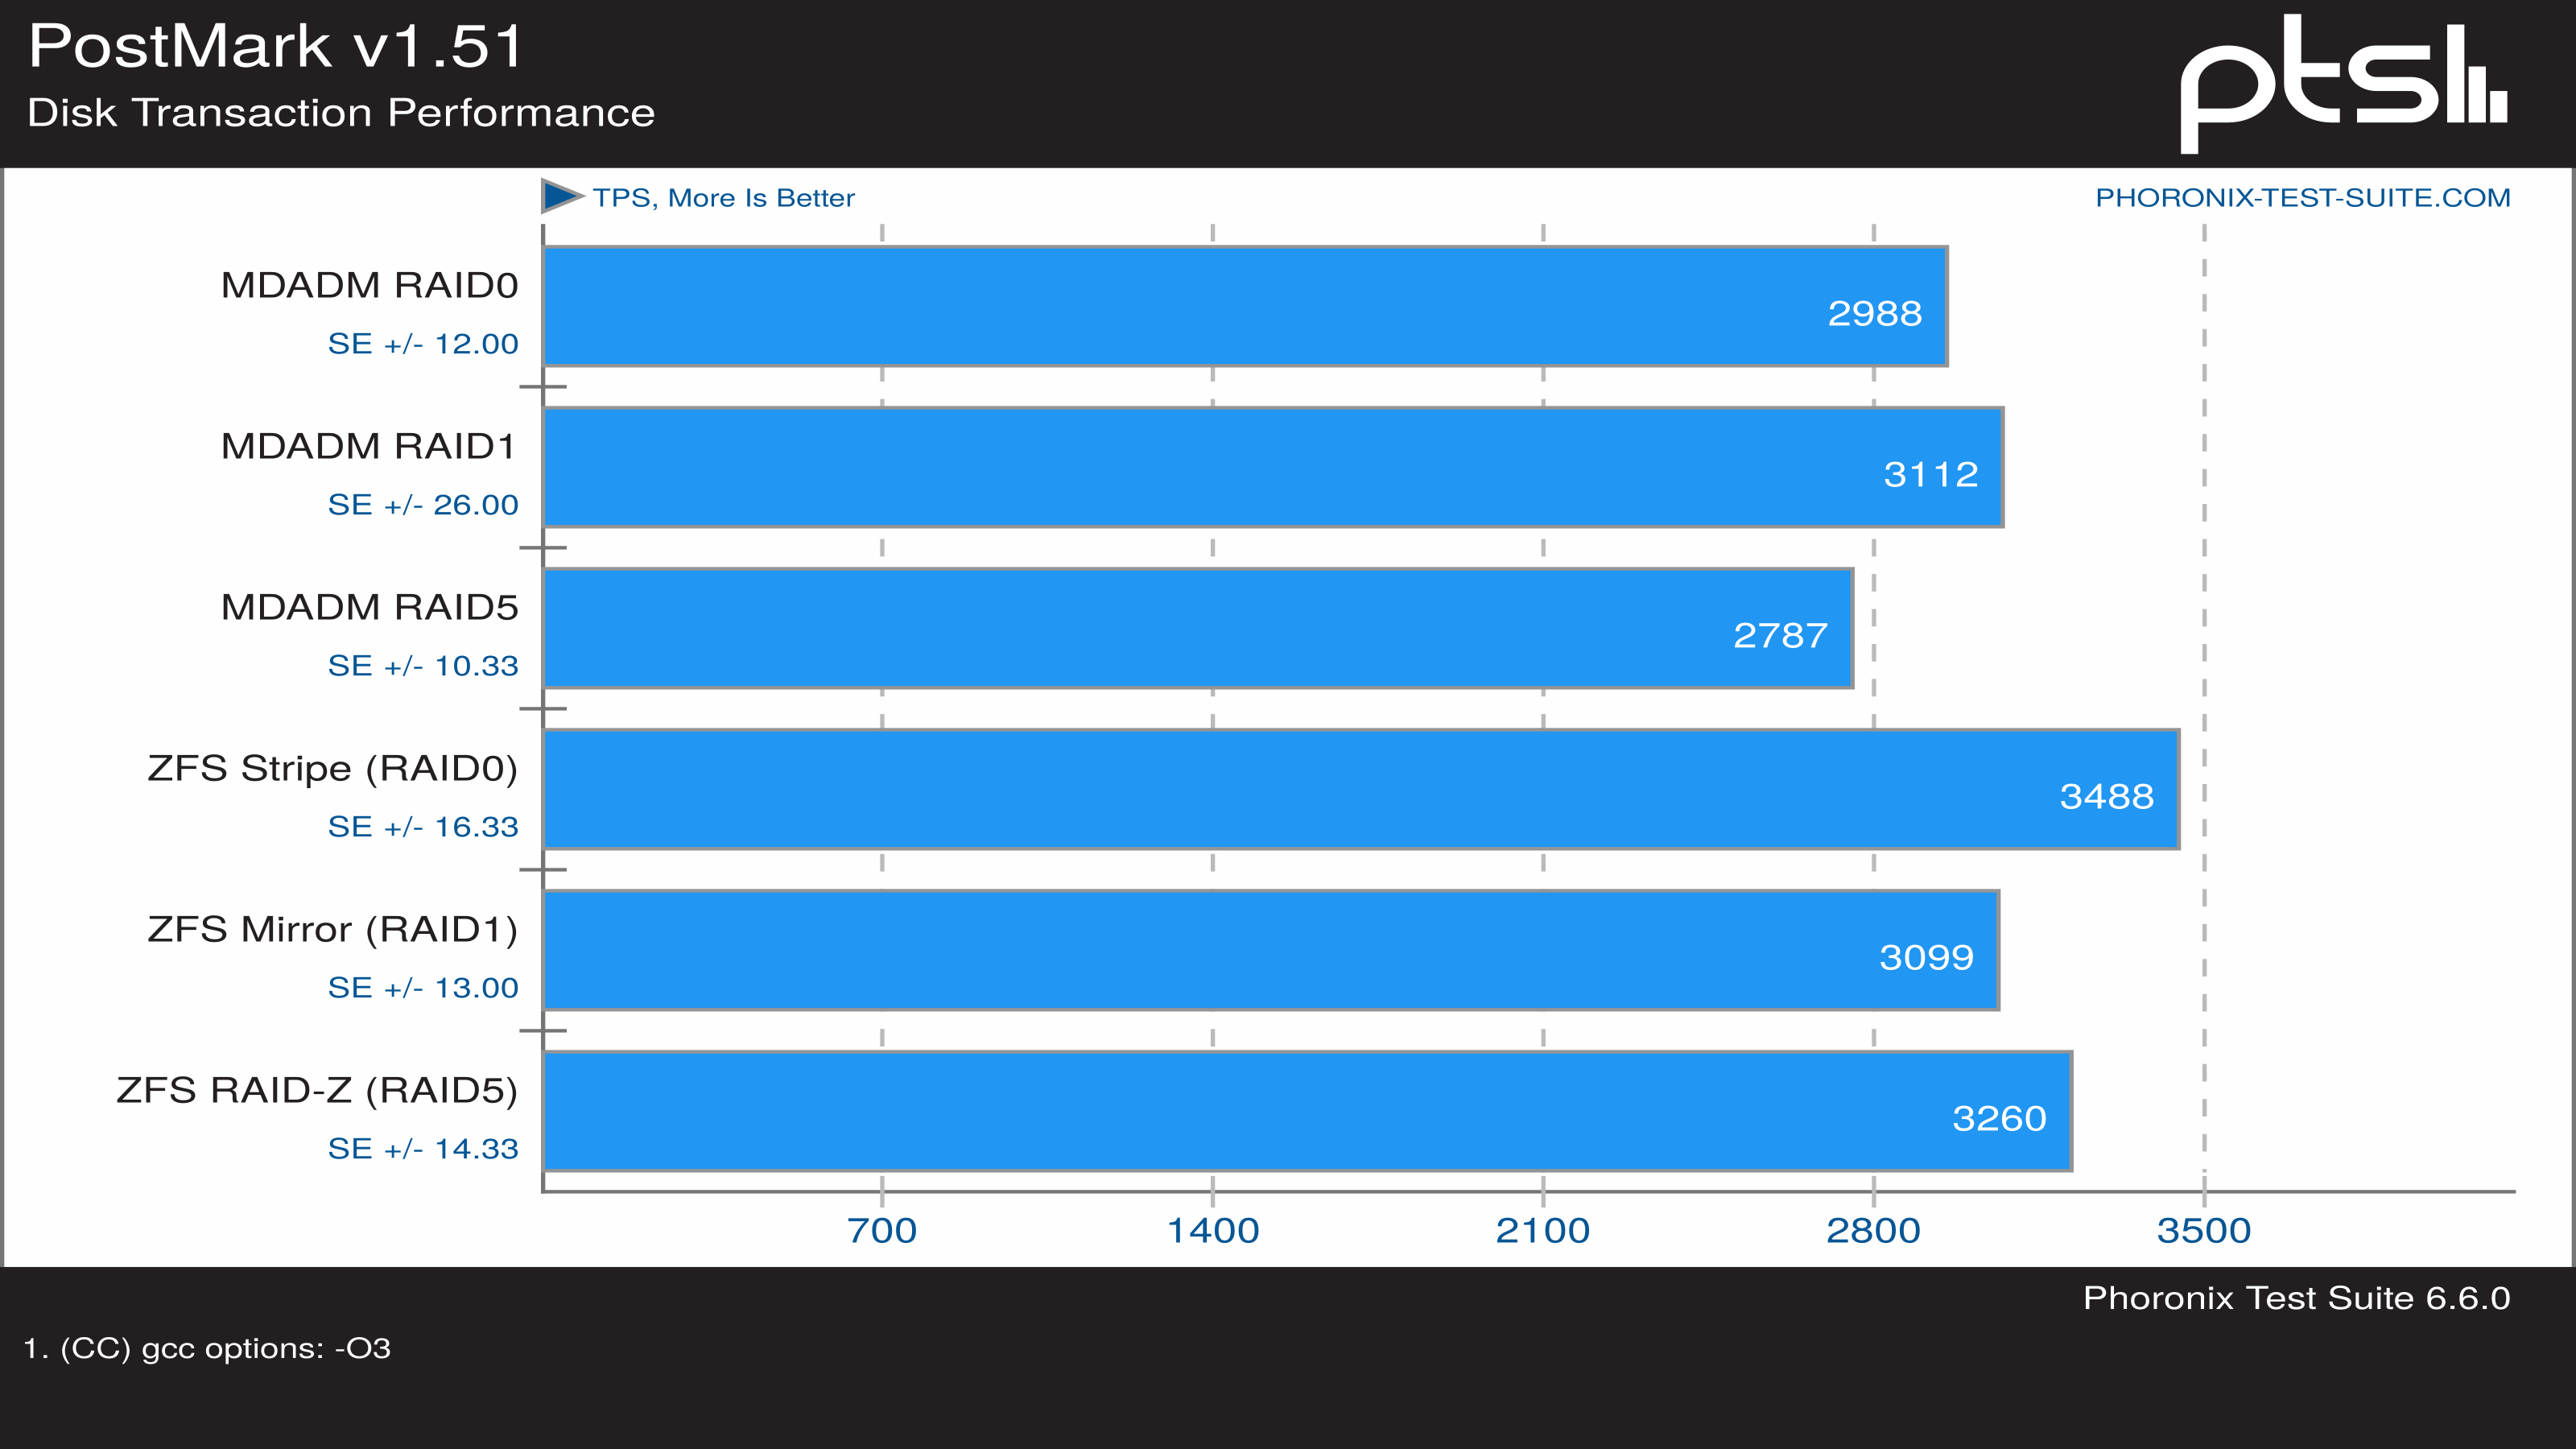 PostMark v1.51
Disk Transaction Performance
pts
TPS, More Is Better
PHORONIX-TEST-SUITE.COM
MDADM RAID0
SE +/- 12.00
2988
MDADM RAID1
SE +/- 26.00
3112
MDADM RAID5
SE +/- 10.33
2787
ZFS Stripe (RAID0)
SE +/- 16.33
3488
ZFS Mirror (RAID1)
SE +/- 13.00
3099
ZFS RAID-Z (RAID5)
SE +/- 14.33
3260
700 1400 2100 2800 3500
Phoronix Test Suite 6.6.0
1. (CC) gcc options: -O3